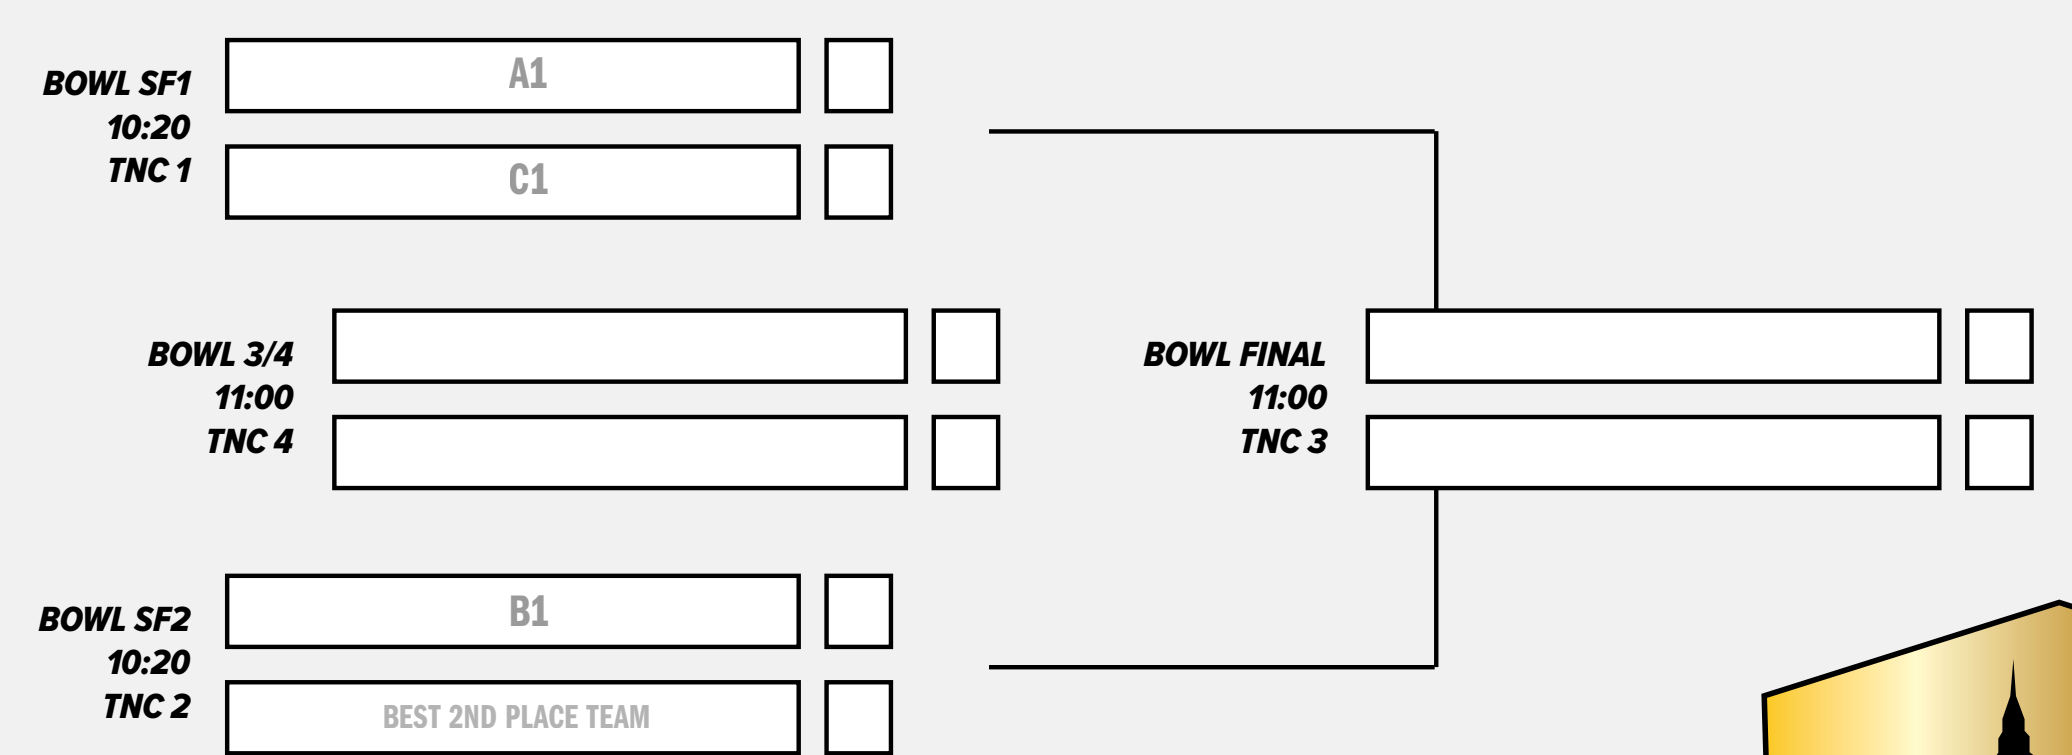 BOWL SF1
10:20
TNC 1
A1
C1
BOWL 3/4
11:00
TNC 4
BOWL FINAL
11:00
TNC 3
BOWL SF2
10:20
TNC 2
B1
BEST 2ND PLACE TEAM